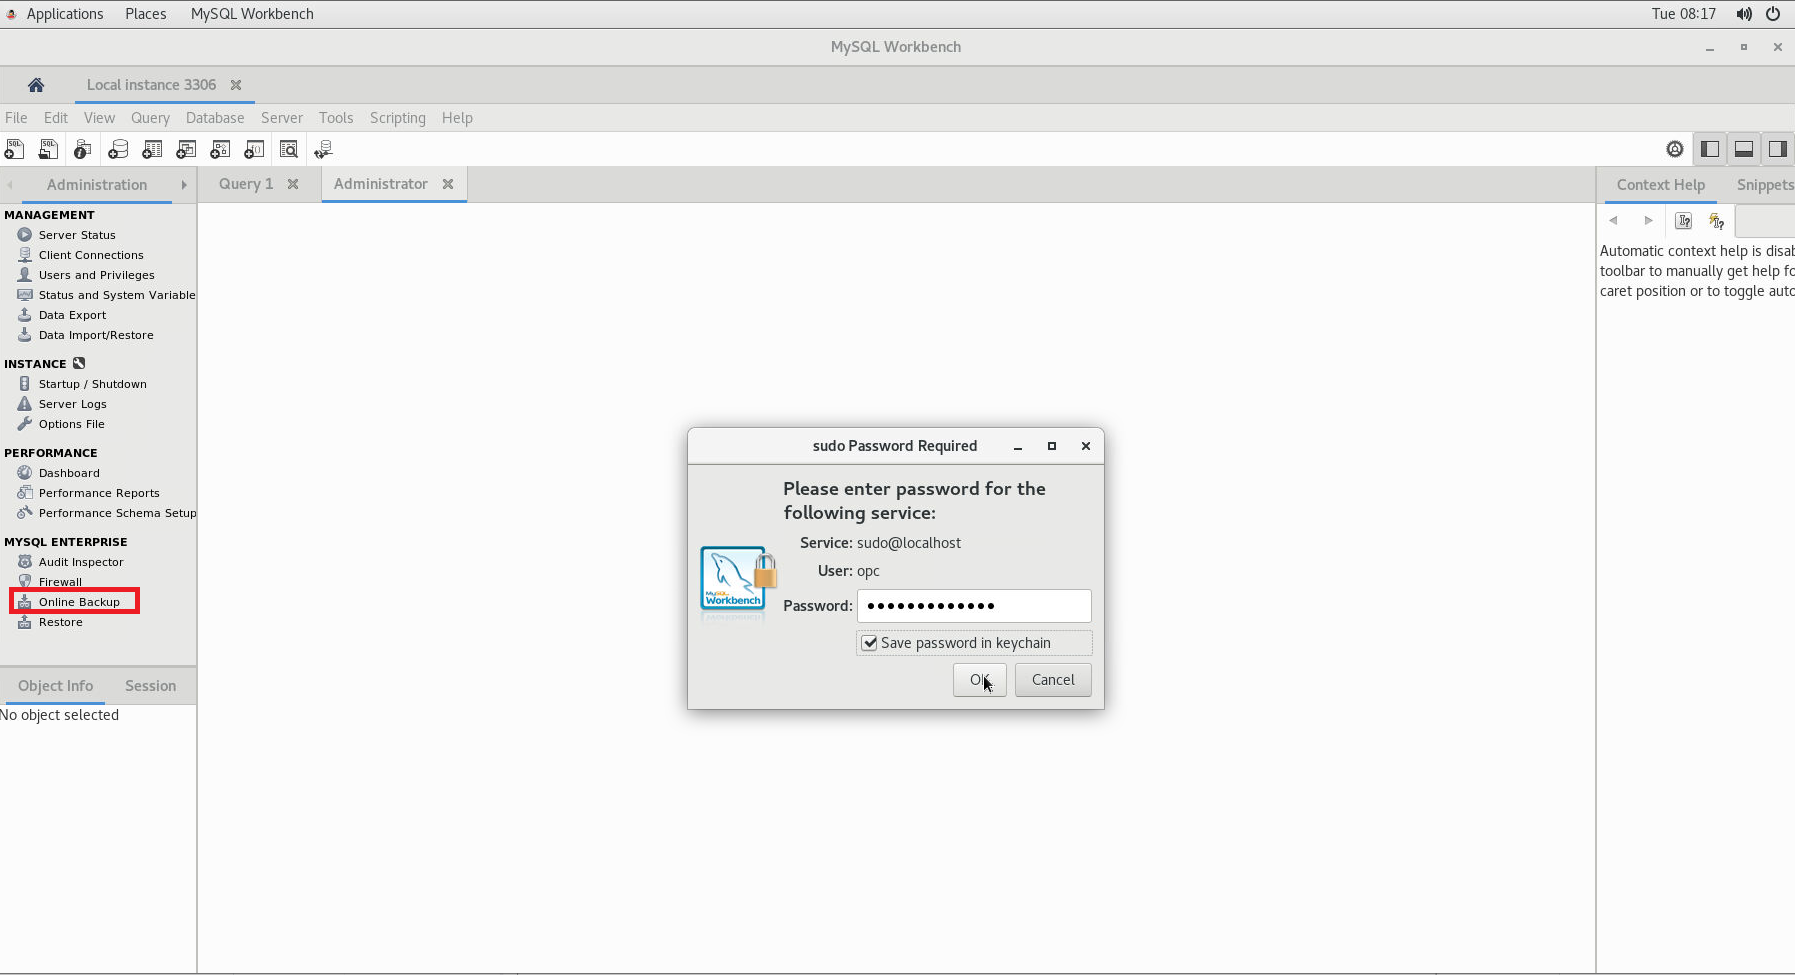 Applications Places MySQL Workbench Tue 08:17
MySQL Workbench
Local instance 3306
File Edit View Query Database Server Tools Scripting Help
Administration
Query 1
Administrator
Context Help
Snippets
MANAGEMENT
Server Status
Client Connections
Users and Privileges
Status and System Variable
Data Export
Data Import/Restore
INSTANCE
Startup / Shutdown
Server Logs
Options File
PERFORMANCE
Dashboard
Performance Reports
Performance Schema Setup
MYSQL ENTERPRISE
Audit Inspector
Firewall
Online Backup
Restore
Object Info Session
No object selected
sudo Password Required
Please enter password for the
following service:
Service: sudo@localhost
User: opc
Password: •••••••••••••
Save password in keychain
OK Cancel
MySQL
Workbench
Automatic context help is disab
toolbar to manually get help fo
caret position or to toggle auto